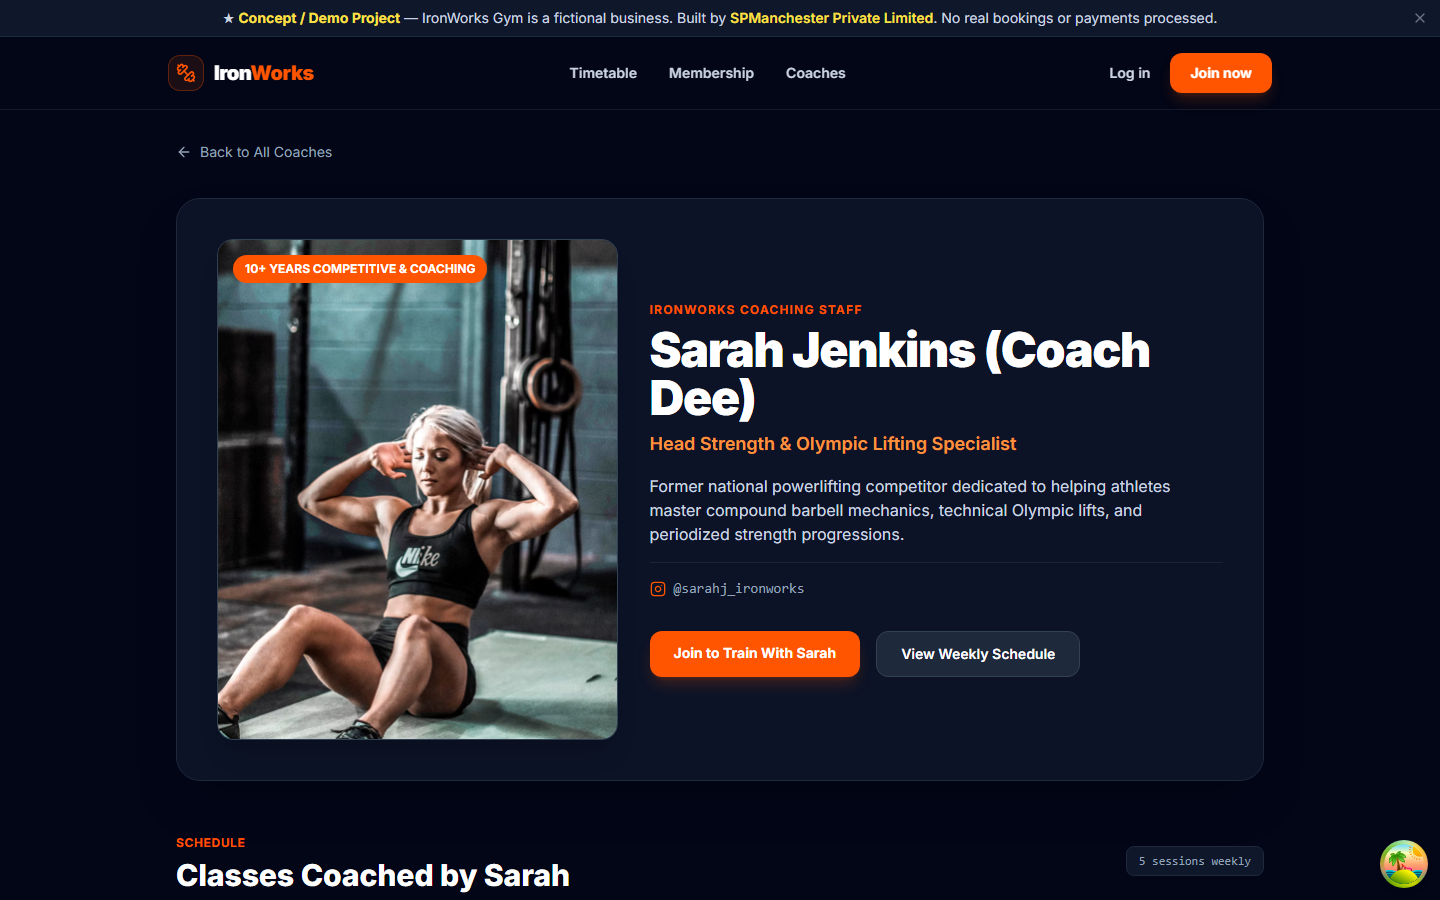 ★ Concept / Demo Project — IronWorks Gym is a fictional business. Built by SPManchester Private Limited. No real bookings or payments processed.
IronWorks
Timetable
Membership
Coaches
Log in
Join now
Back to All Coaches
10+ YEARS COMPETITIVE & COACHING
Nike
IRONWORKS COACHING STAFF
Sarah Jenkins (Coach
Dee)
Head Strength & Olympic Lifting Specialist
Former national powerlifting competitor dedicated to helping athletes
master compound barbell mechanics, technical Olympic lifts, and
periodized strength progressions.
@sarahj_ironworks
Join to Train With Sarah
View Weekly Schedule
SCHEDULE
Classes Coached by Sarah
5 sessions weekly